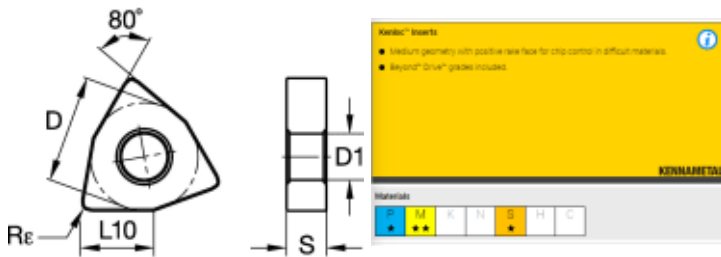 80°
D
D1
Rε
L10
S
Kenloc™ Inserts
Medium geometry with positive rake face for chip control in difficult materials.
Beyond™ Drive™ grades included.
i
KENNAMETAL
Materials
P M K N S H C
★ ★★ ★